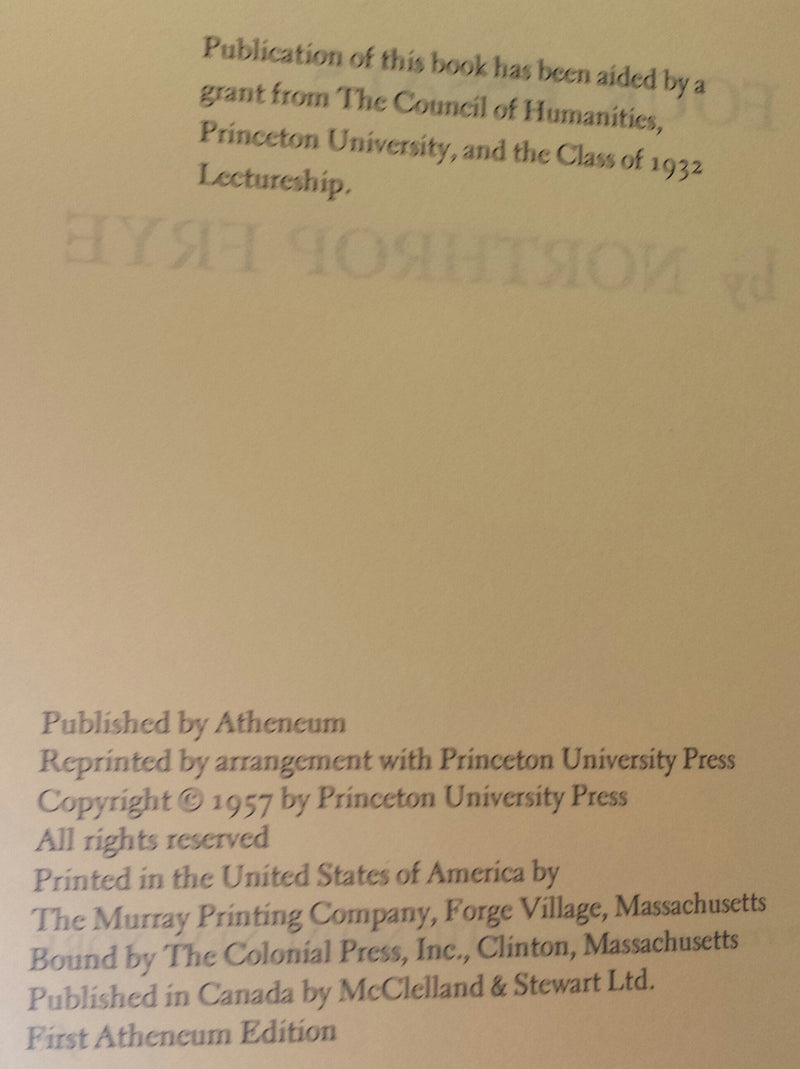 Publication of this book has been aided by a
grant from The Council of Humanities,
Princeton University, and the Class of 1932
Lectureship.
by NORTHROP FRYE
Published by Atheneum
Reprinted by arrangement with Princeton University Press
Copyright © 1957 by Princeton University Press
All rights reserved
Printed in the United States of America by
The Murray Printing Company, Forge Village, Massachusetts
Bound by The Colonial Press, Inc., Clinton, Massachusetts
Published in Canada by McClelland & Stewart Ltd.
First Atheneum Edition